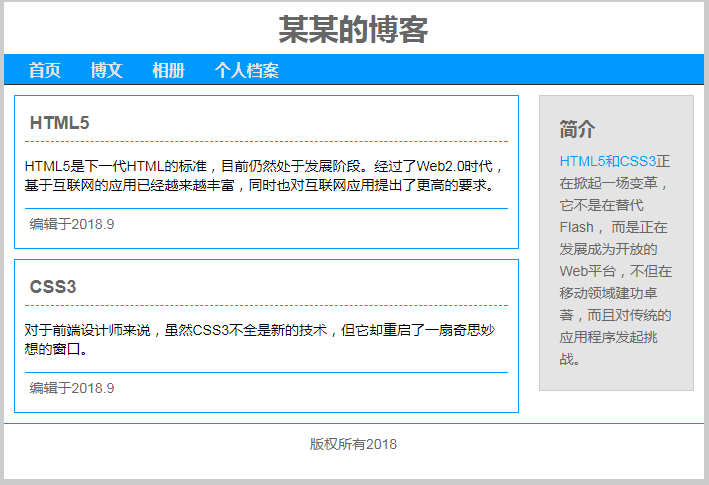 某某的博客
首页 博文 相册 个人档案
HTML5
HTML5是下一代HTML的标准，目前仍然处于发展阶段。经过了Web2.0时代，
基于互联网的应用已经越来越丰富，同时也对互联网应用提出了更高的要求。
编辑于2018.9
CSS3
对于前端设计师来说，虽然CSS3不全是新的技术，但它却重启了一扇奇思妙
想的窗口。
编辑于2018.9
简介
HTML5和CSS3正
在掀起一场变革，
它不是在替代
Flash， 而是正在
发展成为开放的
Web平台，不但在
移动领域建功卓
著，而且对传统的
应用程序发起挑
战。
版权所有2018